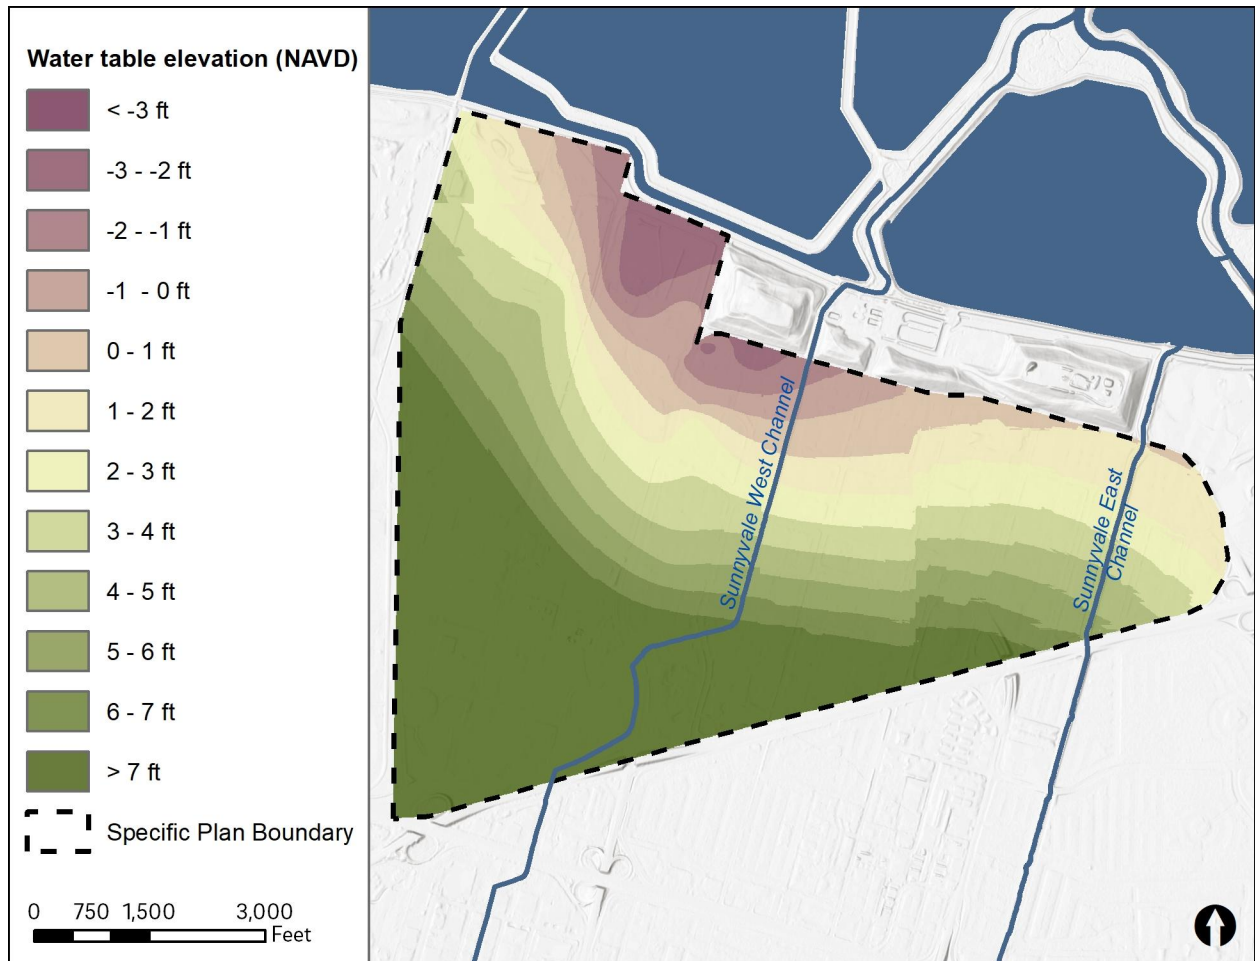 Water table elevation (NAVD)
< -3 ft
-3 - -2 ft
-2 - -1 ft
-1 - 0 ft
0 - 1 ft
1 - 2 ft
2 - 3 ft
3 - 4 ft
4 - 5 ft
5 - 6 ft
6 - 7 ft
> 7 ft
Specific Plan Boundary
0 750 1,500 3,000
Feet
Sunnyvale West Channel
Sunnyvale East
Channel